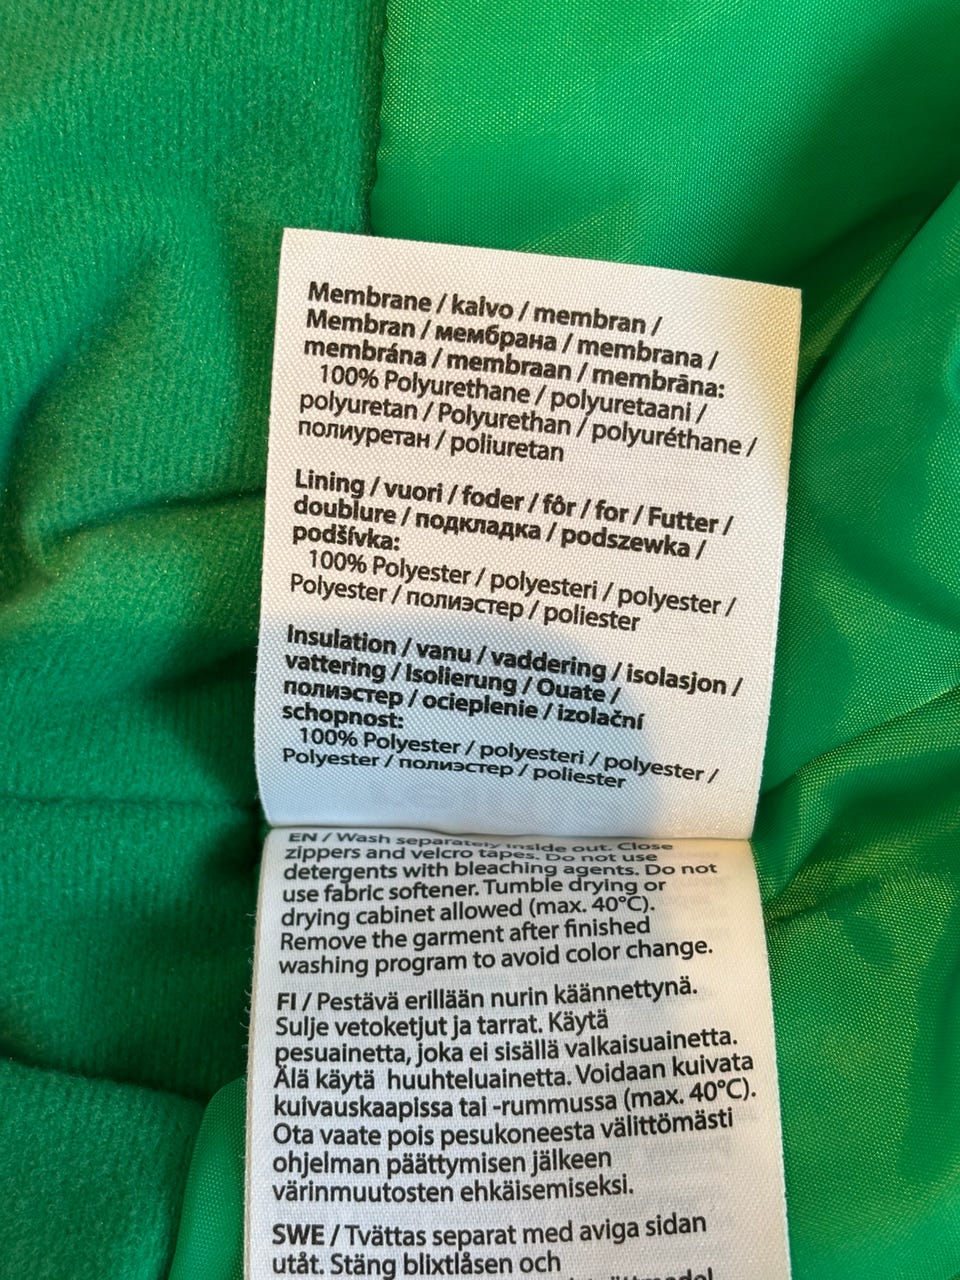 Membrane / kalvo / membran /
Membran / мембрана / membrana /
membrána / membraan / membrāna:
100% Polyurethane / polyuretaani /
polyuretan / Polyurethan / polyuréthane /
полиуретан / poliuretan
Lining / vuori / foder / fôr / for / Futter /
doublure / подкладка / podszewka /
podšívka:
100% Polyester / polyesteri / polyester /
Polyester / полиэстер / poliester
Insulation / vanu / vaddering / isolasjon /
vattering / Isolierung / Ouate /
полиэстер / ocieplenie / izolační
schopnost:
100% Polyester / polyesteri / polyester /
Polyester / полиэстер / poliester
EN / Wash separately inside out. Close
zippers and velcro tapes. Do not use
detergents with bleaching agents. Do not
use fabric softener. Tumble drying or
drying cabinet allowed (max. 40°C).
Remove the garment after finished
washing program to avoid color change.
FI / Pestävä erillään nurin käännettynä.
Sulje vetoketjut ja tarrat. Käytä
pesuainetta, joka ei sisällä valkaisuainetta.
Älä käytä huuhteluainetta. Voidaan kuivata
kuivauskaapissa tai -rummussa (max. 40°C).
Ota vaate pois pesukoneesta välittömästi
ohjelman päättymisen jälkeen
värinmuutosten ehkäisemiseksi.
SWE / Tvättas separat med aviga sidan
utåt. Stäng blixtlåsen och